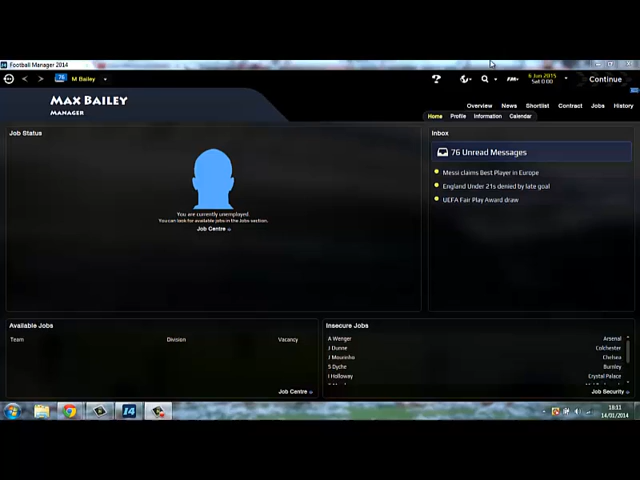 Football Manager 2014
76
M Bailey
6 Jun 2015
Sat 0:00
Continue
MAX BAILEY
MANAGER
Overview News Shortlist Contract Jobs History
Home Profile Information Calendar
Job Status
You are currently unemployed.
You can look for available jobs in the Jobs section.
Job Centre
Inbox
76 Unread Messages
Messi claims Best Player in Europe
England Under 21s denied by late goal
UEFA Fair Play Award draw
Available Jobs
Team Division Vacancy
Job Centre
Insecure Jobs
A Wenger Arsenal
J Dunne Colchester
J Mourinho Chelsea
S Dyche Burnley
I Holloway Crystal Palace
Job Security
18:11
14/01/2014